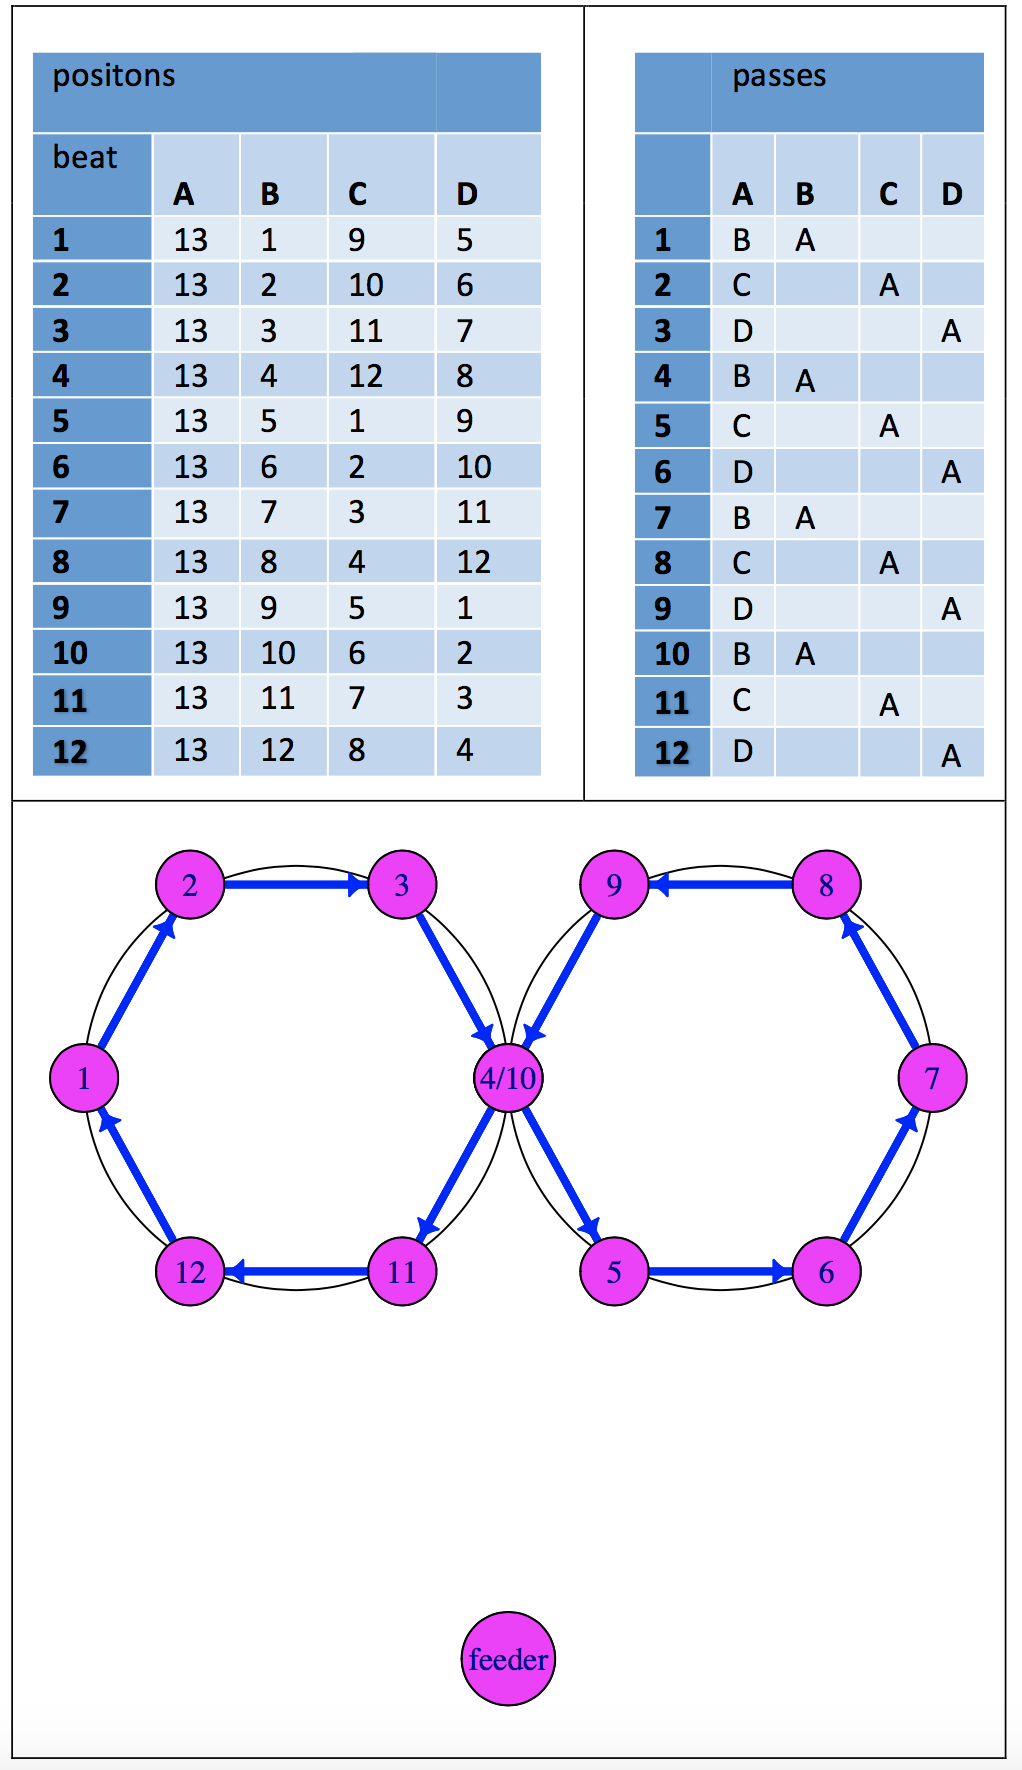 positons
beat A B C D
1 13 1 9 5
2 13 2 10 6
3 13 3 11 7
4 13 4 12 8
5 13 5 1 9
6 13 6 2 10
7 13 7 3 11
8 13 8 4 12
9 13 9 5 1
10 13 10 6 2
11 13 11 7 3
12 13 12 8 4
passes
A B C D
1 B A
2 C A
3 D A
4 B A
5 C A
6 D A
7 B A
8 C A
9 D A
10 B A
11 C A
12 D A
2 3 9 8
1 4/10 7
12 11 5 6
feeder